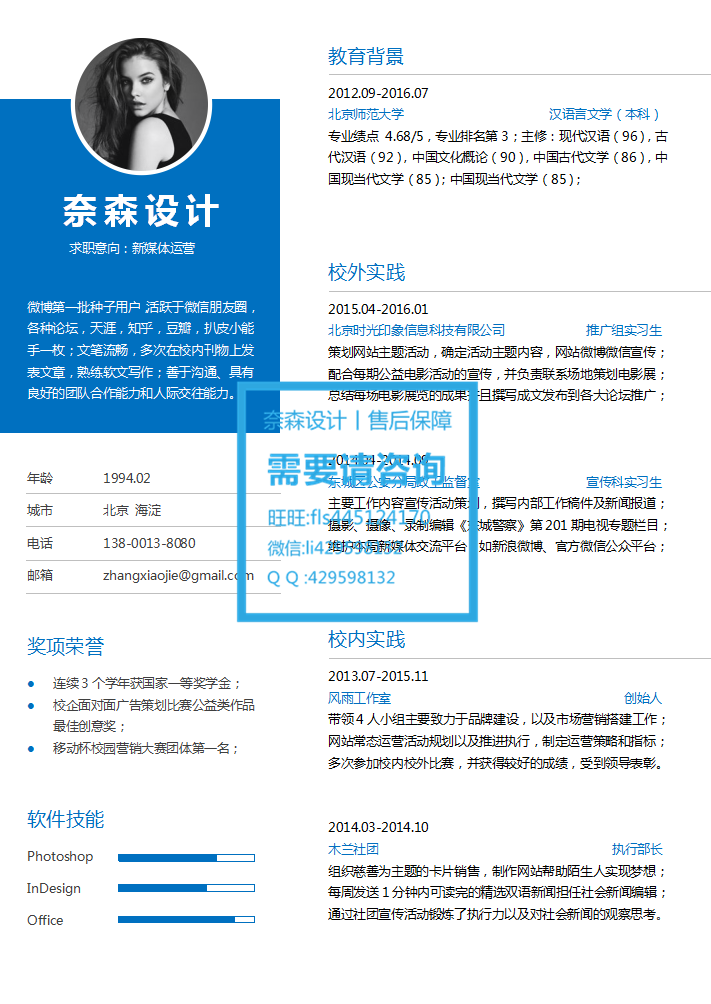 奈森设计
求职意向：新媒体运营
微博第一批种子用户,活跃于微信朋友圈，
各种论坛，天涯，知乎，豆瓣，扒皮小能
手一枚；文笔流畅，多次在校内刊物上发
表文章，熟练软文写作；善于沟通、具有
良好的团队合作能力和人际交往能力。
年龄 1994.02
城市 北京 海淀
电话 138-0013-8080
邮箱 zhangxiaojie@gmail.com
奖项荣誉
● 连续 3 个学年获国家一等奖学金；
● 校企面对面广告策划比赛公益类作品
最佳创意奖；
● 移动杯校园营销大赛团体第一名；
软件技能
Photoshop
InDesign
Office
教育背景
2012.09-2016.07
北京师范大学 汉语言文学（本科）
专业绩点 4.68/5，专业排名第 3；主修：现代汉语（96），古
代汉语（92），中国文化概论（90），中国古代文学（86），中
国现当代文学（85）；中国现当代文学（85）；
校外实践
2015.04-2016.01
北京时光印象信息科技有限公司 推广组实习生
策划网站主题活动，确定活动主题内容，网站微博微信宣传；
配合每期公益电影活动的宣传，并负责联系场地策划电影展；
总结每场电影展览的成果并且撰写成文发布到各大论坛推广；
2014.04-2014.09
东城区公安分局政工监督室 宣传科实习生
主要工作内容宣传活动策划，撰写内部工作稿件及新闻报道；
摄影、摄像、录制编辑《东城警察》第 201 期电视专题栏目；
维护本局新媒体交流平台，如新浪微博、官方微信公众平台；
校内实践
2013.07-2015.11
风雨工作室 创始人
带领 4 人小组主要致力于品牌建设，以及市场营销搭建工作；
网站常态运营活动规划以及推进执行，制定运营策略和指标；
多次参加校内校外比赛，并获得较好的成绩，受到领导表彰。
2014.03-2014.10
木兰社团 执行部长
组织慈善为主题的卡片销售，制作网站帮助陌生人实现梦想；
每周发送 1 分钟内可读完的精选双语新闻担任社会新闻编辑；
通过社团宣传活动锻炼了执行力以及对社会新闻的观察思考。
奈森设计丨售后保障
需要请咨询
旺旺:fls445124170
微信:li429598132
Q Q :429598132